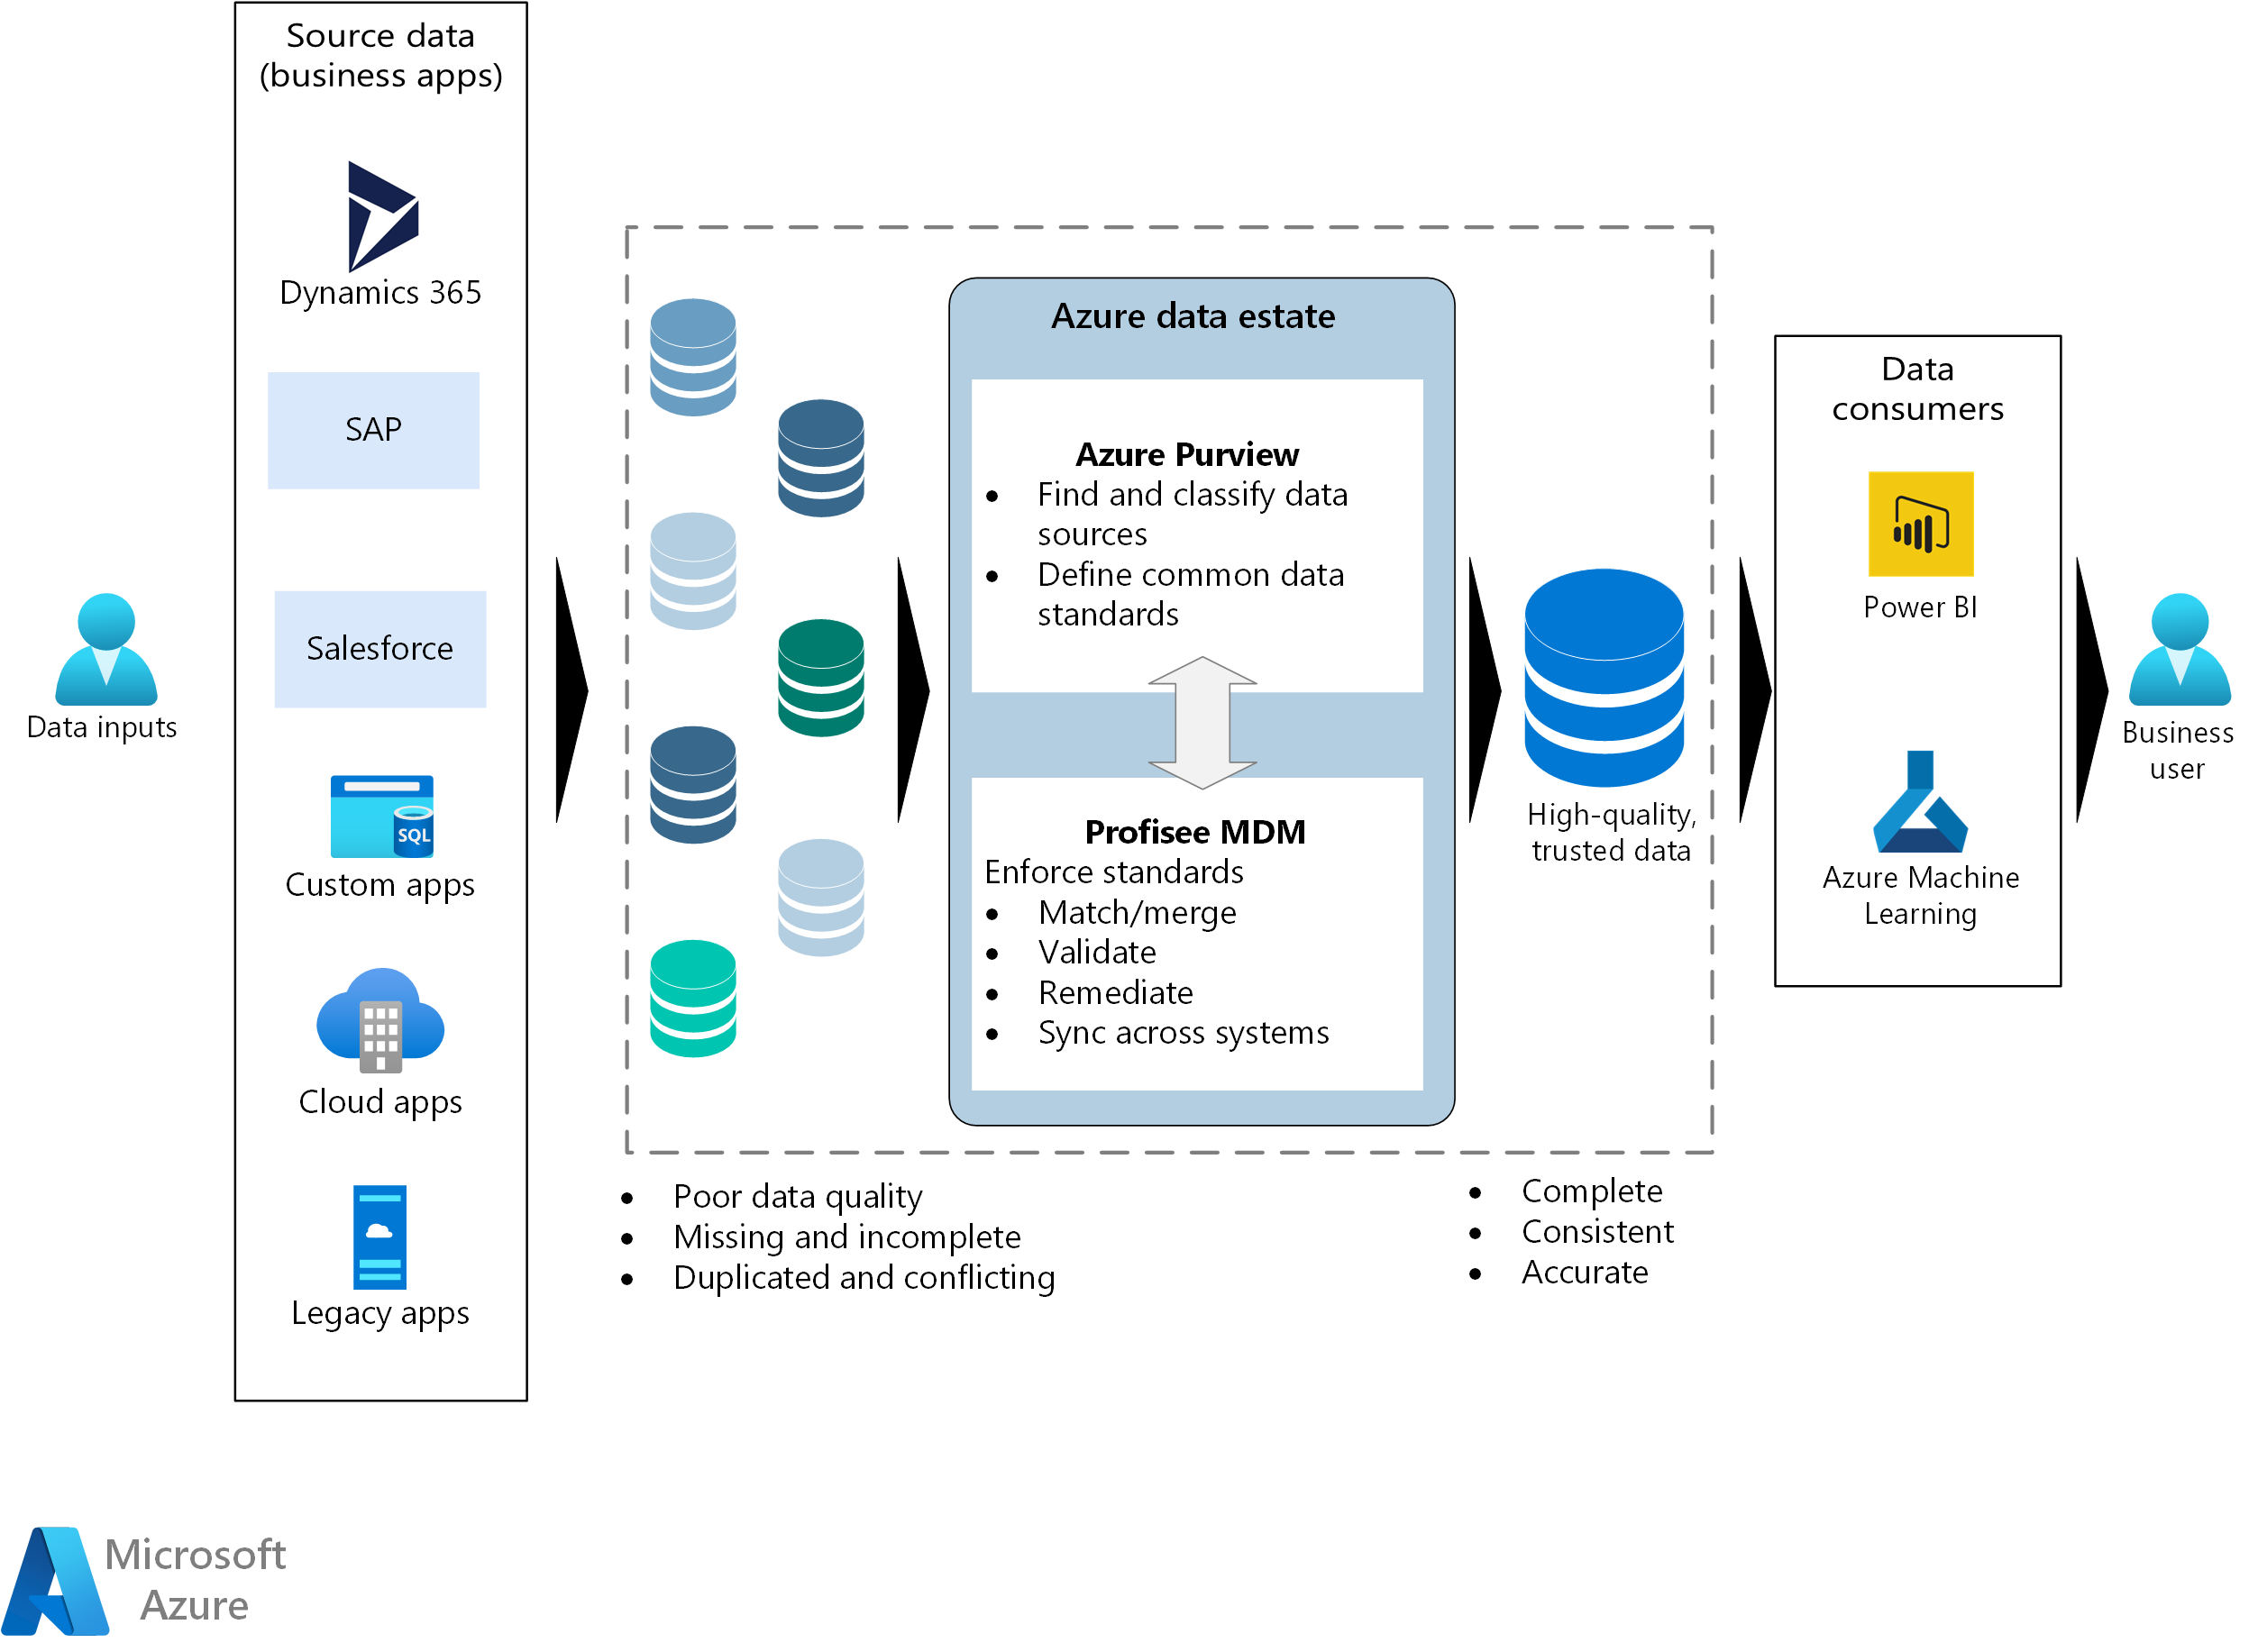 Source data
(business apps)
Dynamics 365
SAP
Salesforce
SQL
Custom apps
Cloud apps
Legacy apps
Data inputs
Azure data estate
Azure Purview
• Find and classify data
sources
• Define common data
standards
Profisee MDM
Enforce standards
• Match/merge
• Validate
• Remediate
• Sync across systems
High-quality,
trusted data
• Poor data quality
• Missing and incomplete
• Duplicated and conflicting
• Complete
• Consistent
• Accurate
Data
consumers
Power BI
Azure Machine
Learning
Business
user
Microsoft
Azure